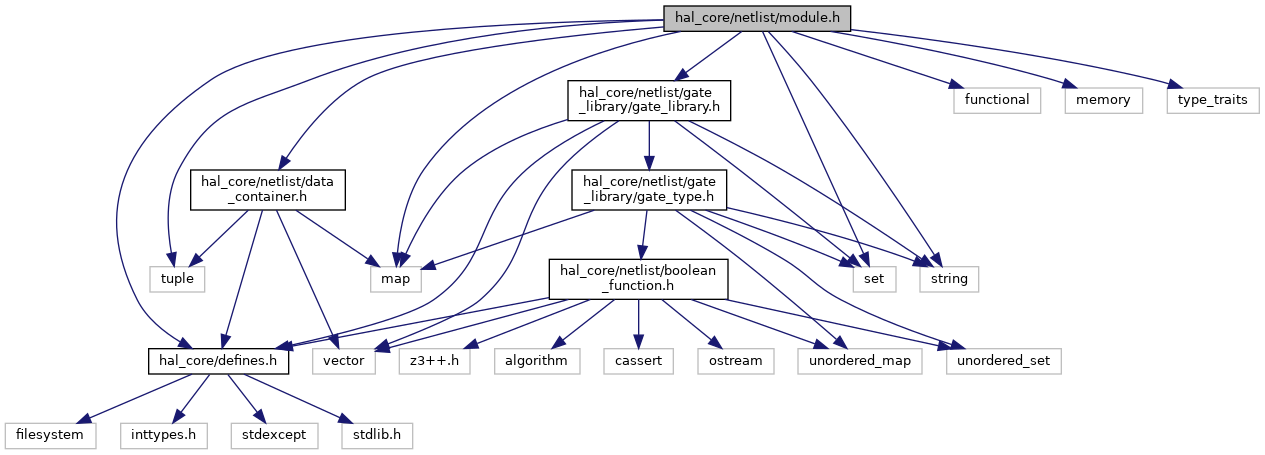 hal_core/netlist/module.h
hal_core/netlist/gate
_library/gate_library.h
functional
memory
type_traits
hal_core/netlist/data
_container.h
hal_core/netlist/gate
_library/gate_type.h
tuple
map
hal_core/netlist/boolean
_function.h
set
string
hal_core/defines.h
vector
z3++.h
algorithm
cassert
ostream
unordered_map
unordered_set
filesystem
inttypes.h
stdexcept
stdlib.h